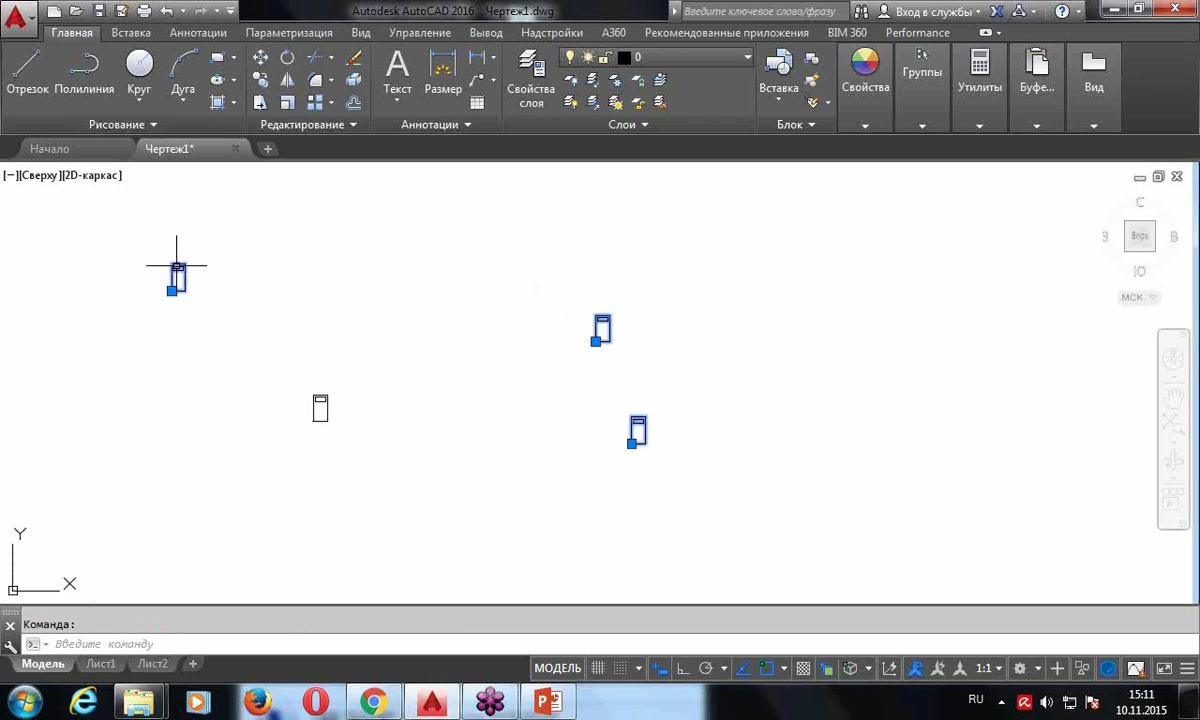 Autodesk AutoCAD 2016 Чертеж1.dwg
Введите ключевое слово/фразу
Вход в службы
Главная Вставка Аннотации Параметризация Вид Управление Вывод Надстройки A360 Рекомендованные приложения BIM 360 Performance
0
Отрезок Полилиния Круг Дуга
Текст Размер
Свойства слоя
Вставка
Свойства
Группы
Утилиты
Буфе...
Вид
Рисование Редактирование Аннотации Слои Блок
Начало Чертеж1*
[−][Сверху][2D-каркас]
С
З Верх В
Ю
МСК
Y
X
Команда:
Введите команду
Модель Лист1 Лист2
МОДЕЛЬ 1:1
RU
15:11
10.11.2015